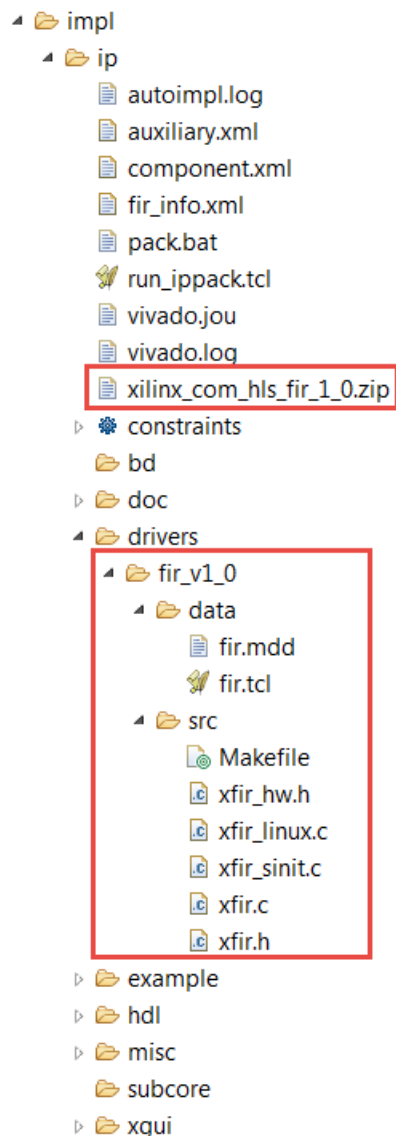 impl
ip
autoimpl.log
auxiliary.xml
component.xml
fir_info.xml
pack.bat
run_ippack.tcl
vivado.jou
vivado.log
xilinx_com_hls_fir_1_0.zip
constraints
bd
doc
drivers
fir_v1_0
data
fir.mdd
fir.tcl
src
Makefile
xfir_hw.h
xfir_linux.c
xfir_sinit.c
xfir.c
xfir.h
example
hdl
misc
subcore
xgui